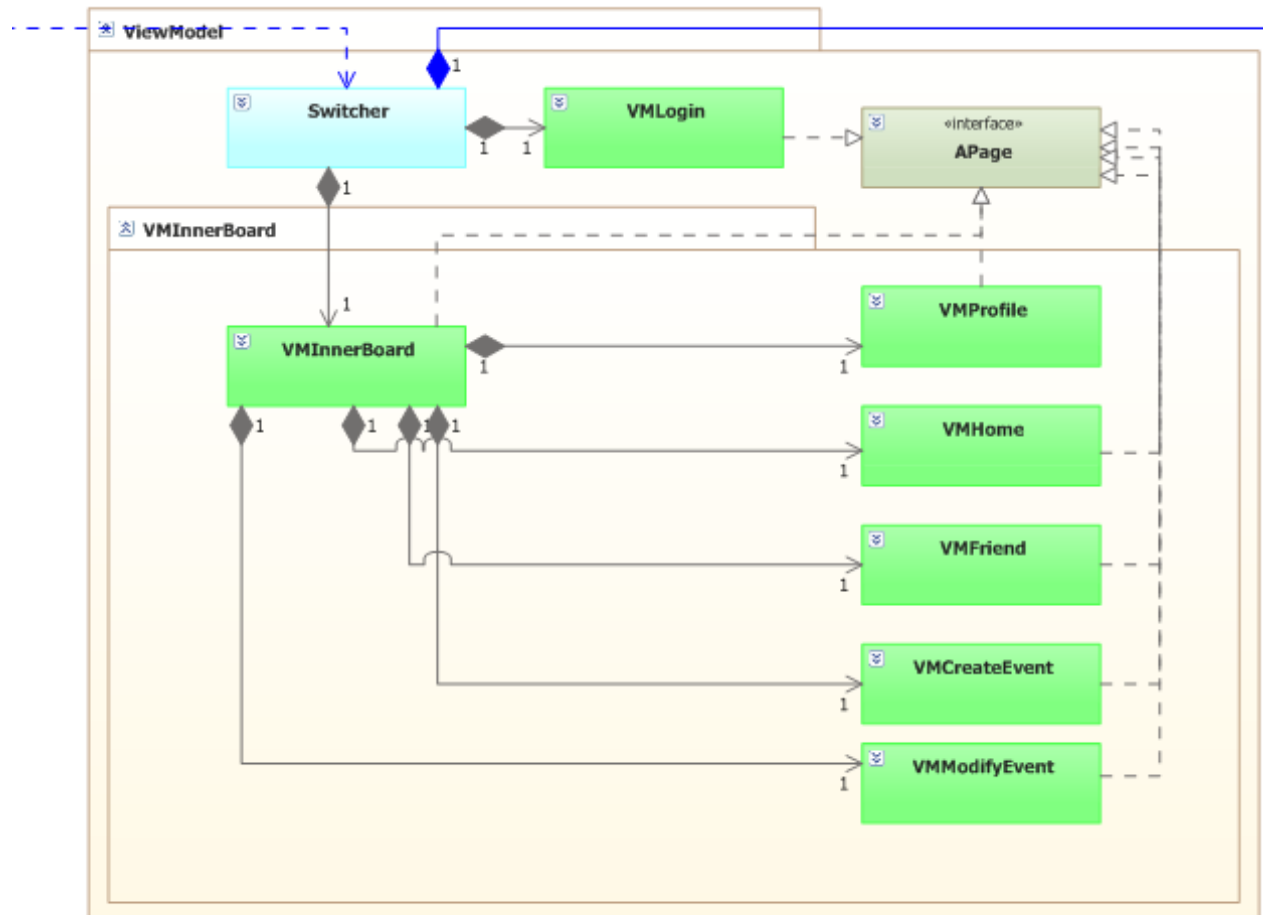 ViewModel
1
Switcher
VMLogin
«interface»
APage
1
1
1
VMInnerBoard
1
VMProfile
VMInnerBoard
1
1
VMHome
1
1
1
1
1
VMFriend
1
VMCreateEvent
1
VMModifyEvent
1